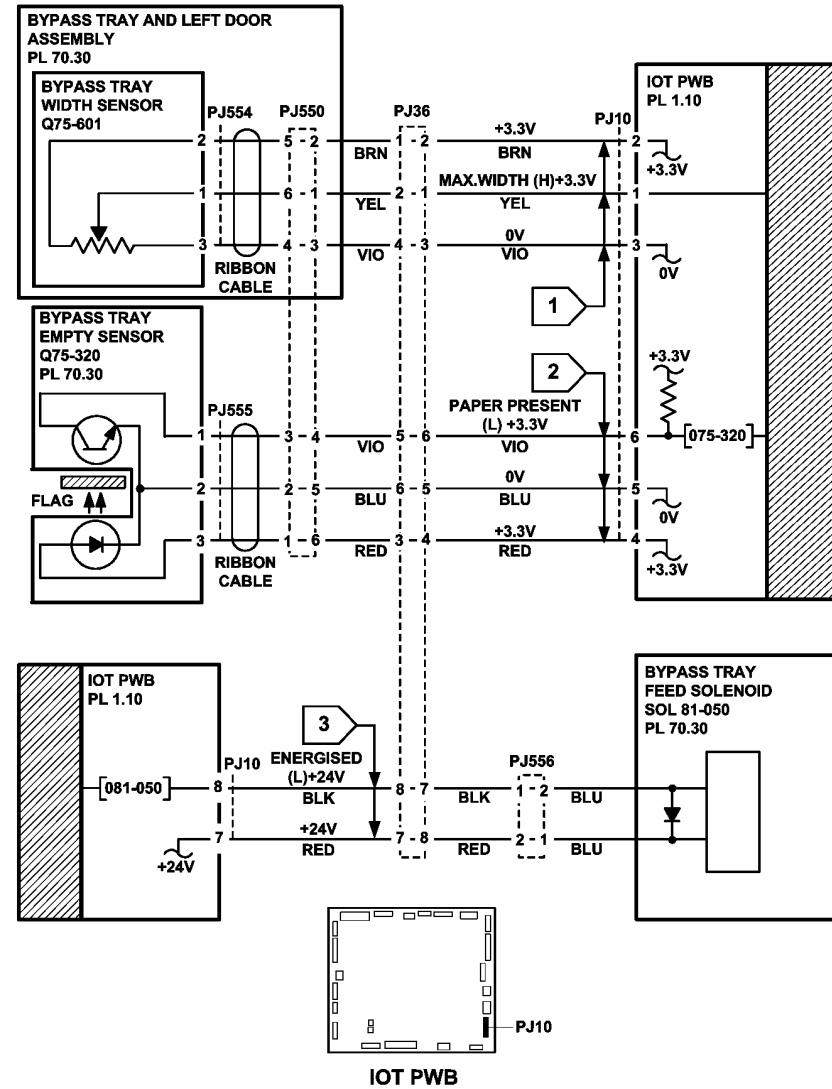 BYPASS TRAY AND LEFT DOOR
ASSEMBLY
PL 70.30
BYPASS TRAY
WIDTH SENSOR
Q75-601
PJ554
PJ550
PJ36
PJ10
IOT PWB
PL 1.10
2
5 - 2
BRN
1 - 2
+3.3V
BRN
2
+3.3V
1
6 - 1
YEL
2 - 1
MAX.WIDTH (H)+3.3V
YEL
1
3
4 - 3
VIO
4 - 3
0V
VIO
3
0V
RIBBON
CABLE
1
BYPASS TRAY
EMPTY SENSOR
Q75-320
PL 70.30
PJ555
2
+3.3V
PAPER PRESENT
(L) +3.3V
1
3 - 4
VIO
5 - 6
VIO
6
075-320
FLAG
2
2 - 5
BLU
6 - 5
0V
BLU
5
0V
3
1 - 6
RED
3 - 4
+3.3V
RED
4
+3.3V
RIBBON
CABLE
IOT PWB
PL 1.10
3
BYPASS TRAY
FEED SOLENOID
SOL 81-050
PL 70.30
PJ10
ENERGISED
(L)+24V
PJ556
081-050
8
BLK
8 - 7
BLK
1 - 2
BLU
7
+24V
+24V
RED
7 - 8
RED
2 - 1
BLU
PJ10
IOT PWB